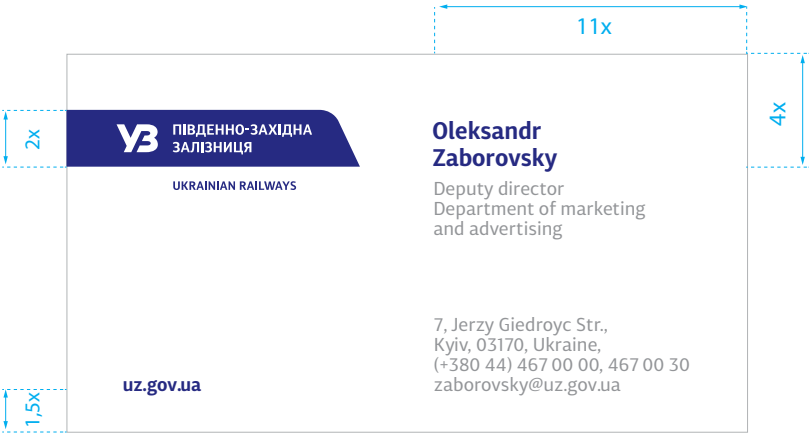 11x
4x
2x
УЗ ПІВДЕННО-ЗАХІДНА
ЗАЛІЗНИЦЯ
UKRAINIAN RAILWAYS
Oleksandr
Zaborovsky
Deputy director
Department of marketing
and advertising
7, Jerzy Giedroyc Str.,
Kyiv, 03170, Ukraine,
(+380 44) 467 00 00, 467 00 30
zaborovsky@uz.gov.ua
uz.gov.ua
1,5x